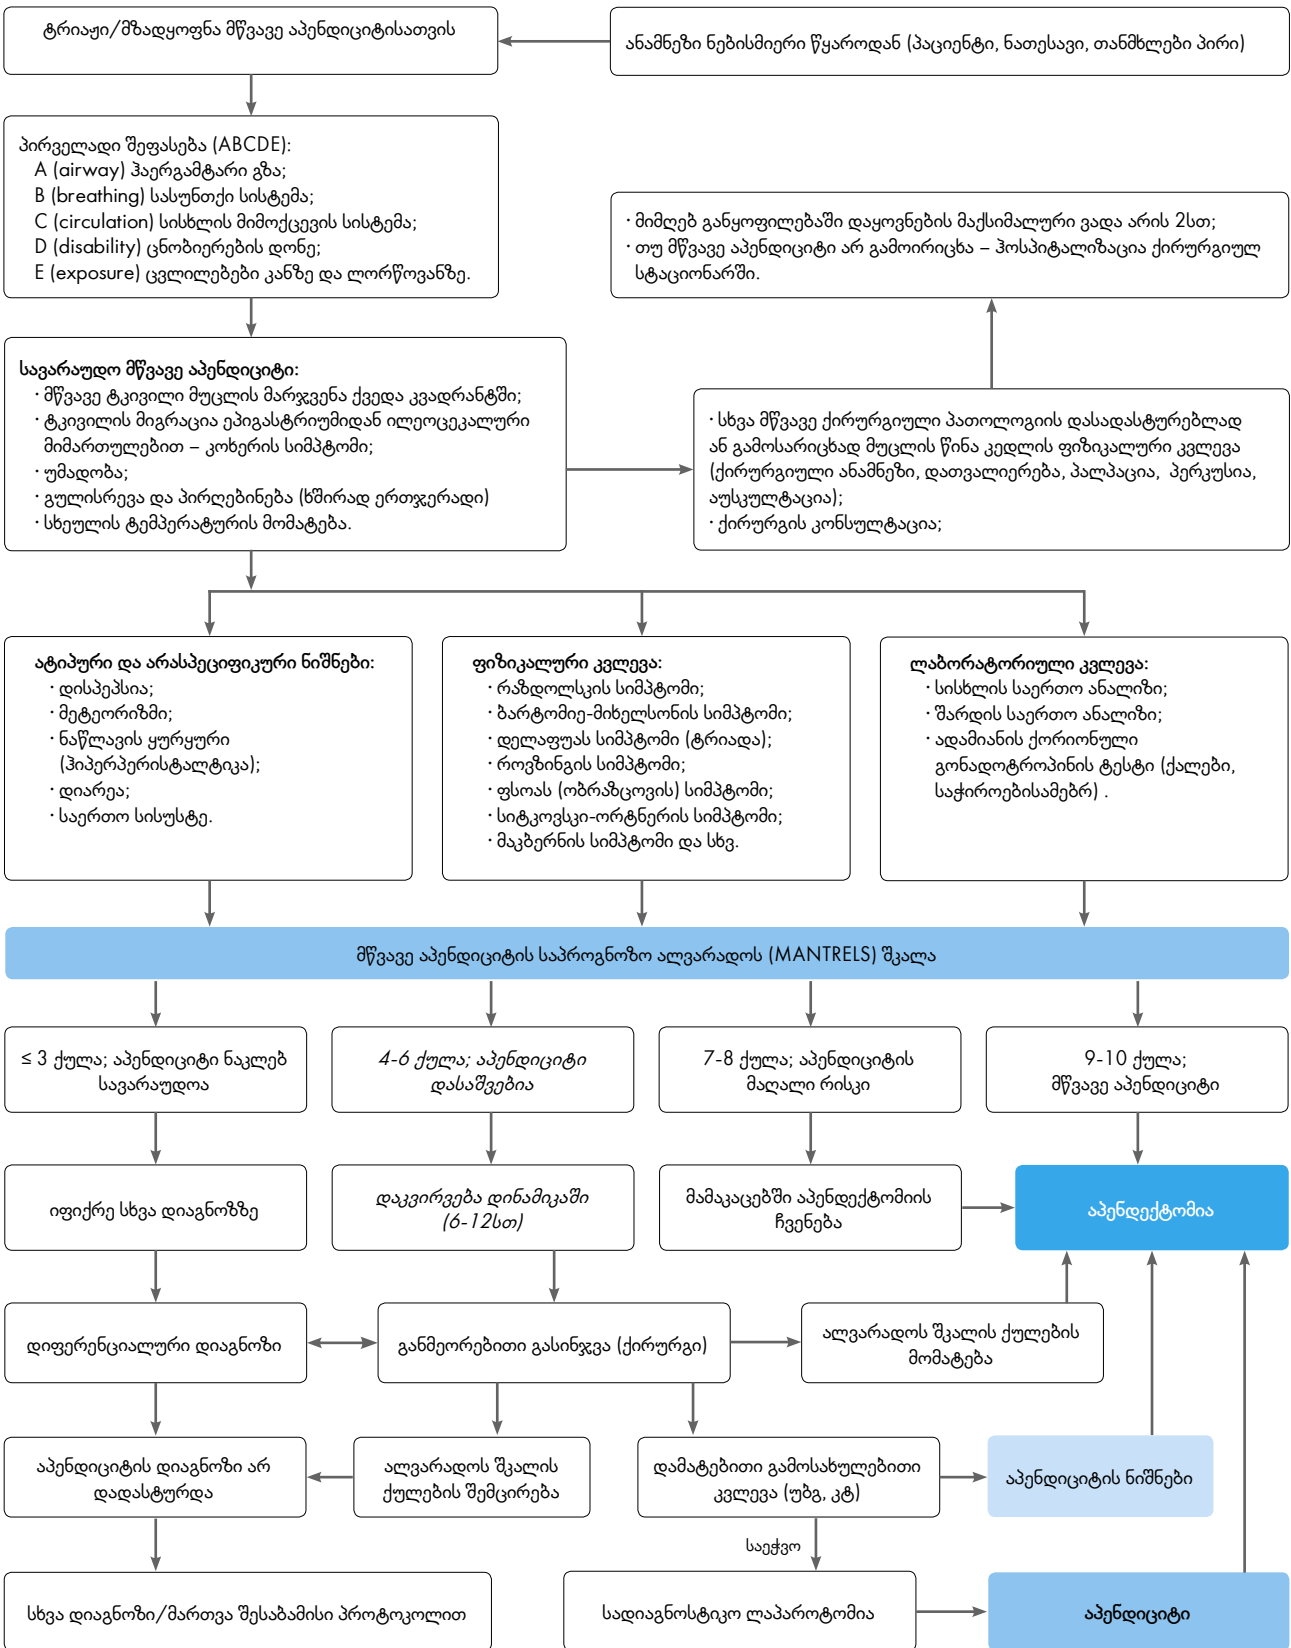 ტრიაჟი/მზადყოფნა მწვავე აპენდიციტისათვის
ანამნეზი ნებისმიერი წყაროდან (პაციენტი, ნათესავი, თანმხლები პირი)
პირველადი შეფასება (ABCDE):
A (airway) ჰაერგამტარი გზა;
B (breathing) სასუნთქი სისტემა;
C (circulation) სისხლის მიმოქცევის სისტემა;
D (disability) ცნობიერების დონე;
E (exposure) ცვლილებები კანზე და ლორწოვანზე.
· მიმღებ განყოფილებაში დაყოვნების მაქსიმალური ვადა არის 2სთ;
· თუ მწვავე აპენდიციტი არ გამოირიცხა – ჰოსპიტალიზაცია ქირურგიულ
სტაციონარში.
სავარაუდო მწვავე აპენდიციტი:
· მწვავე ტკივილი მუცლის მარჯვენა ქვედა კვადრანტში;
· ტკივილის მიგრაცია ეპიგასტრიუმიდან ილეოცეკალური
მიმართულებით – კოხერის სიმპტომი;
· უმადობა;
· გულისრევა და პირღებინება (ხშირად ერთჯერადი)
· სხეულის ტემპერატურის მომატება.
· სხვა მწვავე ქირურგიული პათოლოგიის დასადასტურებლად
ან გამოსარიცხად მუცლის წინა კედლის ფიზიკალური კვლევა
(ქირურგიული ანამნეზი, დათვალიერება, პალპაცია, პერკუსია,
აუსკულტაცია);
· ქირურგის კონსულტაცია;
ატიპური და არასპეციფიკური ნიშნები:
· დისპეფსია;
· მეტეორიზმი;
· ნაწლავის ყურყური
(ჰიპერპერისტალტიკა);
· დიარეა;
· საერთო სისუსტე.
ფიზიკალური კვლევა:
· რაზდოლსკის სიმპტომი;
· ბარტომიე-მიხელსონის სიმპტომი;
· დელაფუას სიმპტომი (ტრიადა);
· როვზინგის სიმპტომი;
· ფსოას (ობრაზცოვის) სიმპტომი;
· სიტკოვსკი-ორტნერის სიმპტომი;
· მაკბერნის სიმპტომი და სხვ.
ლაბორატორიული კვლევა:
· სისხლის საერთო ანალიზი;
· შარდის საერთო ანალიზი;
· ადამიანის ქორიონული
გონადოტროპინის ტესტი (ქალები,
საჭიროებისამებრ) .
მწვავე აპენდიციტის საპროგნოზო ალვარადოს (MANTRELS) შკალა
≤ 3 ქულა; აპენდიციტი ნაკლებ
სავარაუდოა
4-6 ქულა; აპენდიციტი
დასაშვებია
7-8 ქულა; აპენდიციტის
მაღალი რისკი
9-10 ქულა;
მწვავე აპენდიციტი
იფიქრე სხვა დიაგნოზზე
დაკვირვება დინამიკაში
(6-12სთ)
მამაკაცებში აპენდექტომიის
ჩვენება
აპენდექტომია
დიფერენციალური დიაგნოზი
განმეორებითი გასინჯვა (ქირურგი)
ალვარადოს შკალის ქულების
მომატება
აპენდიციტის დიაგნოზი არ
დადასტურდა
ალვარადოს შკალის
ქულების შემცირება
დამატებითი გამოსახულებითი
კვლევა (უბგ, კტ)
აპენდიციტის ნიშნები
საეჭვო
სხვა დიაგნოზი/მართვა შესაბამისი პროტოკოლით
სადიაგნოსტიკო ლაპაროტომია
აპენდიციტი